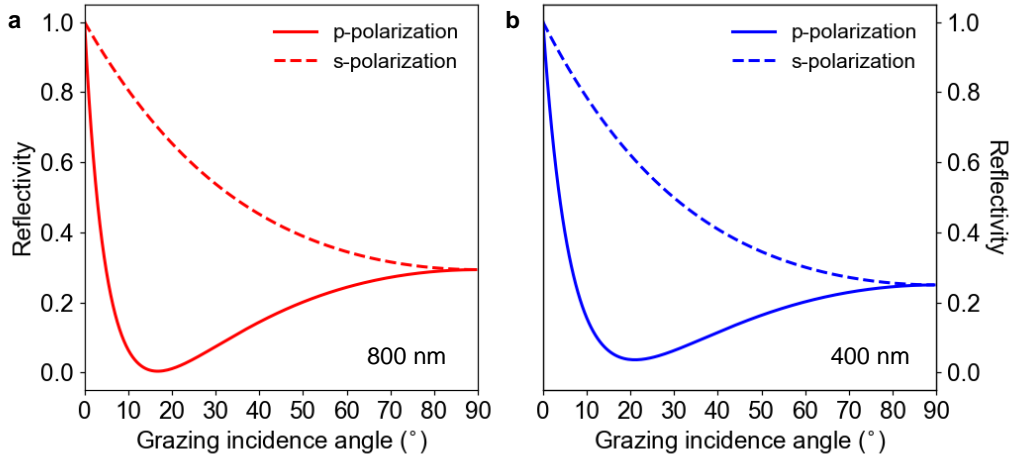 a
1.0
0.8
0.6
0.4
0.2
0.0
Reflectivity
p-polarization
s-polarization
800 nm
0 10 20 30 40 50 60 70 80 90
Grazing incidence angle (°)
b
p-polarization
s-polarization
400 nm
1.0
0.8
0.6
0.4
0.2
0.0
Reflectivity
0 10 20 30 40 50 60 70 80 90
Grazing incidence angle (°)